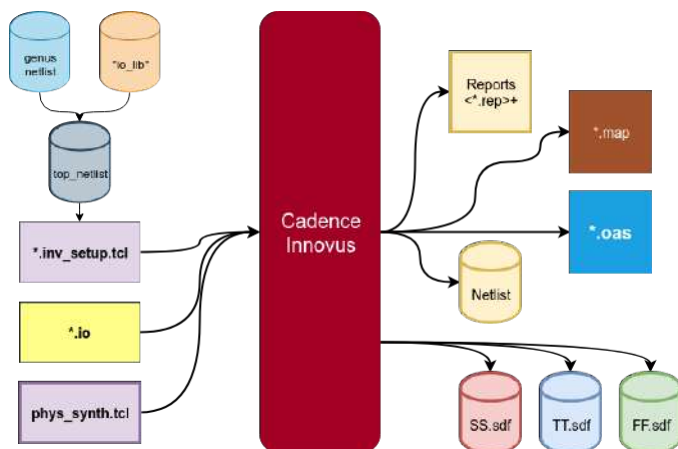 genus
netlist
"io_lib"
top_netlist
*.inv_setup.tcl
*.io
phys_synth.tcl
Cadence
Innovus
Reports
<*.rep>+
*.map
*.oas
Netlist
SS.sdf
TT.sdf
FF.sdf